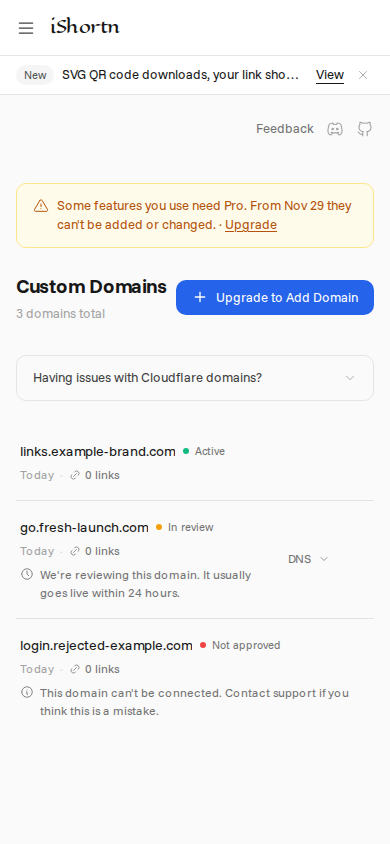 iShortn
New SVG QR code downloads, your link sho... View
Feedback
Some features you use need Pro. From Nov 29 they
can't be added or changed. · Upgrade
Custom Domains
Upgrade to Add Domain
3 domains total
Having issues with Cloudflare domains?
links.example-brand.com Active
Today · 0 links
go.fresh-launch.com In review
Today · 0 links
DNS
We're reviewing this domain. It usually
goes live within 24 hours.
login.rejected-example.com Not approved
Today · 0 links
This domain can't be connected. Contact support if you
think this is a mistake.